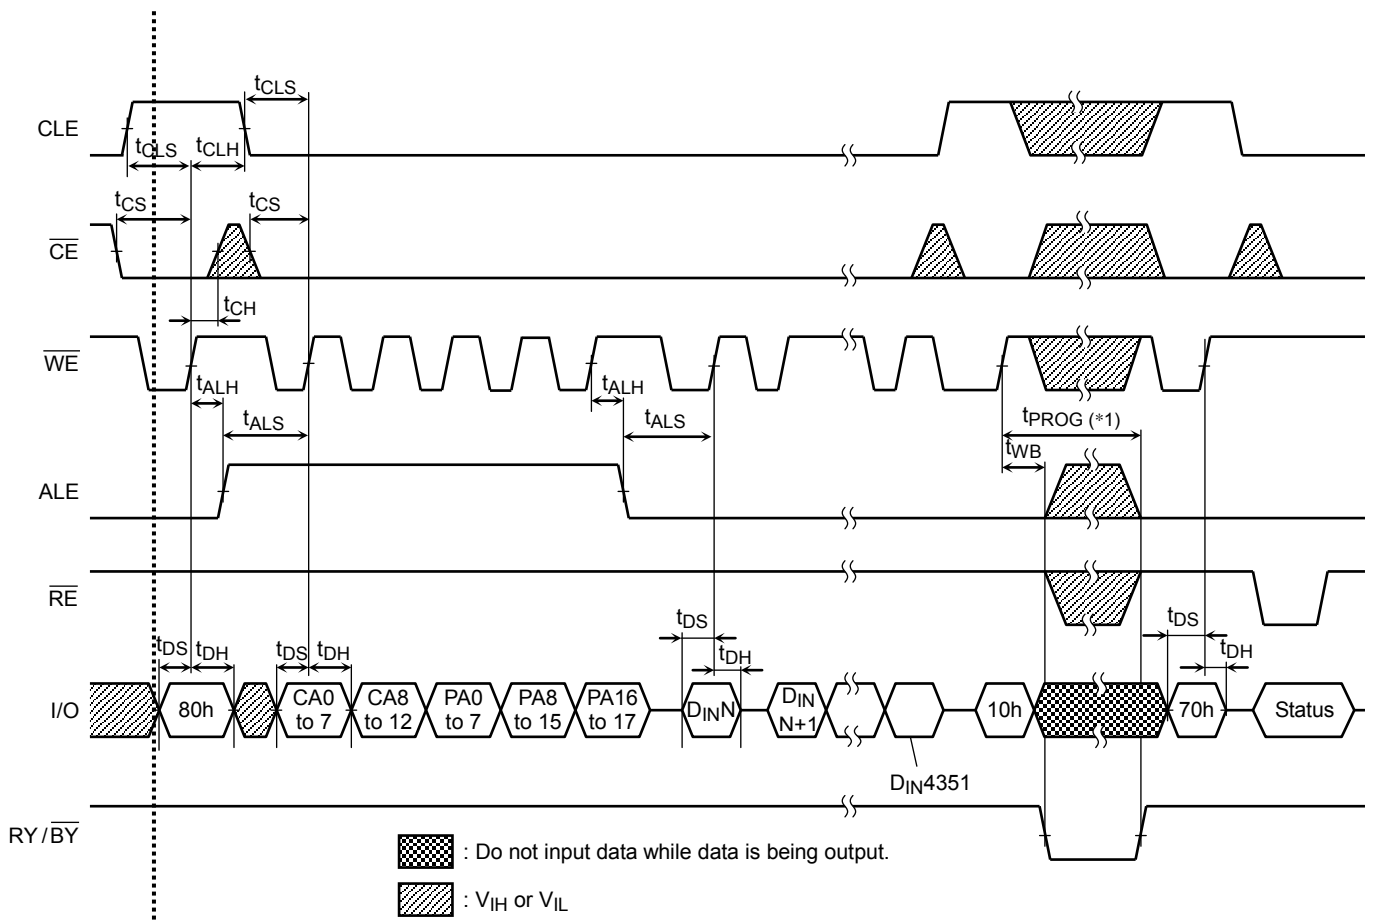 tCLS
CLE
tCLS tCLH
tCS tCS
CE
tCH
WE
tALH tALH
tALS tALS tPROG (*1)
tWB
ALE
RE
tDS tDH tDS tDH tDS tDH tDS tDH
I/O 80h CA0 to 7 CA8 to 12 PA0 to 7 PA8 to 15 PA16 to 17 DINN DIN N+1 10h 70h Status
DIN4351
RY/BY
: Do not input data while data is being output.
: VIH or VIL